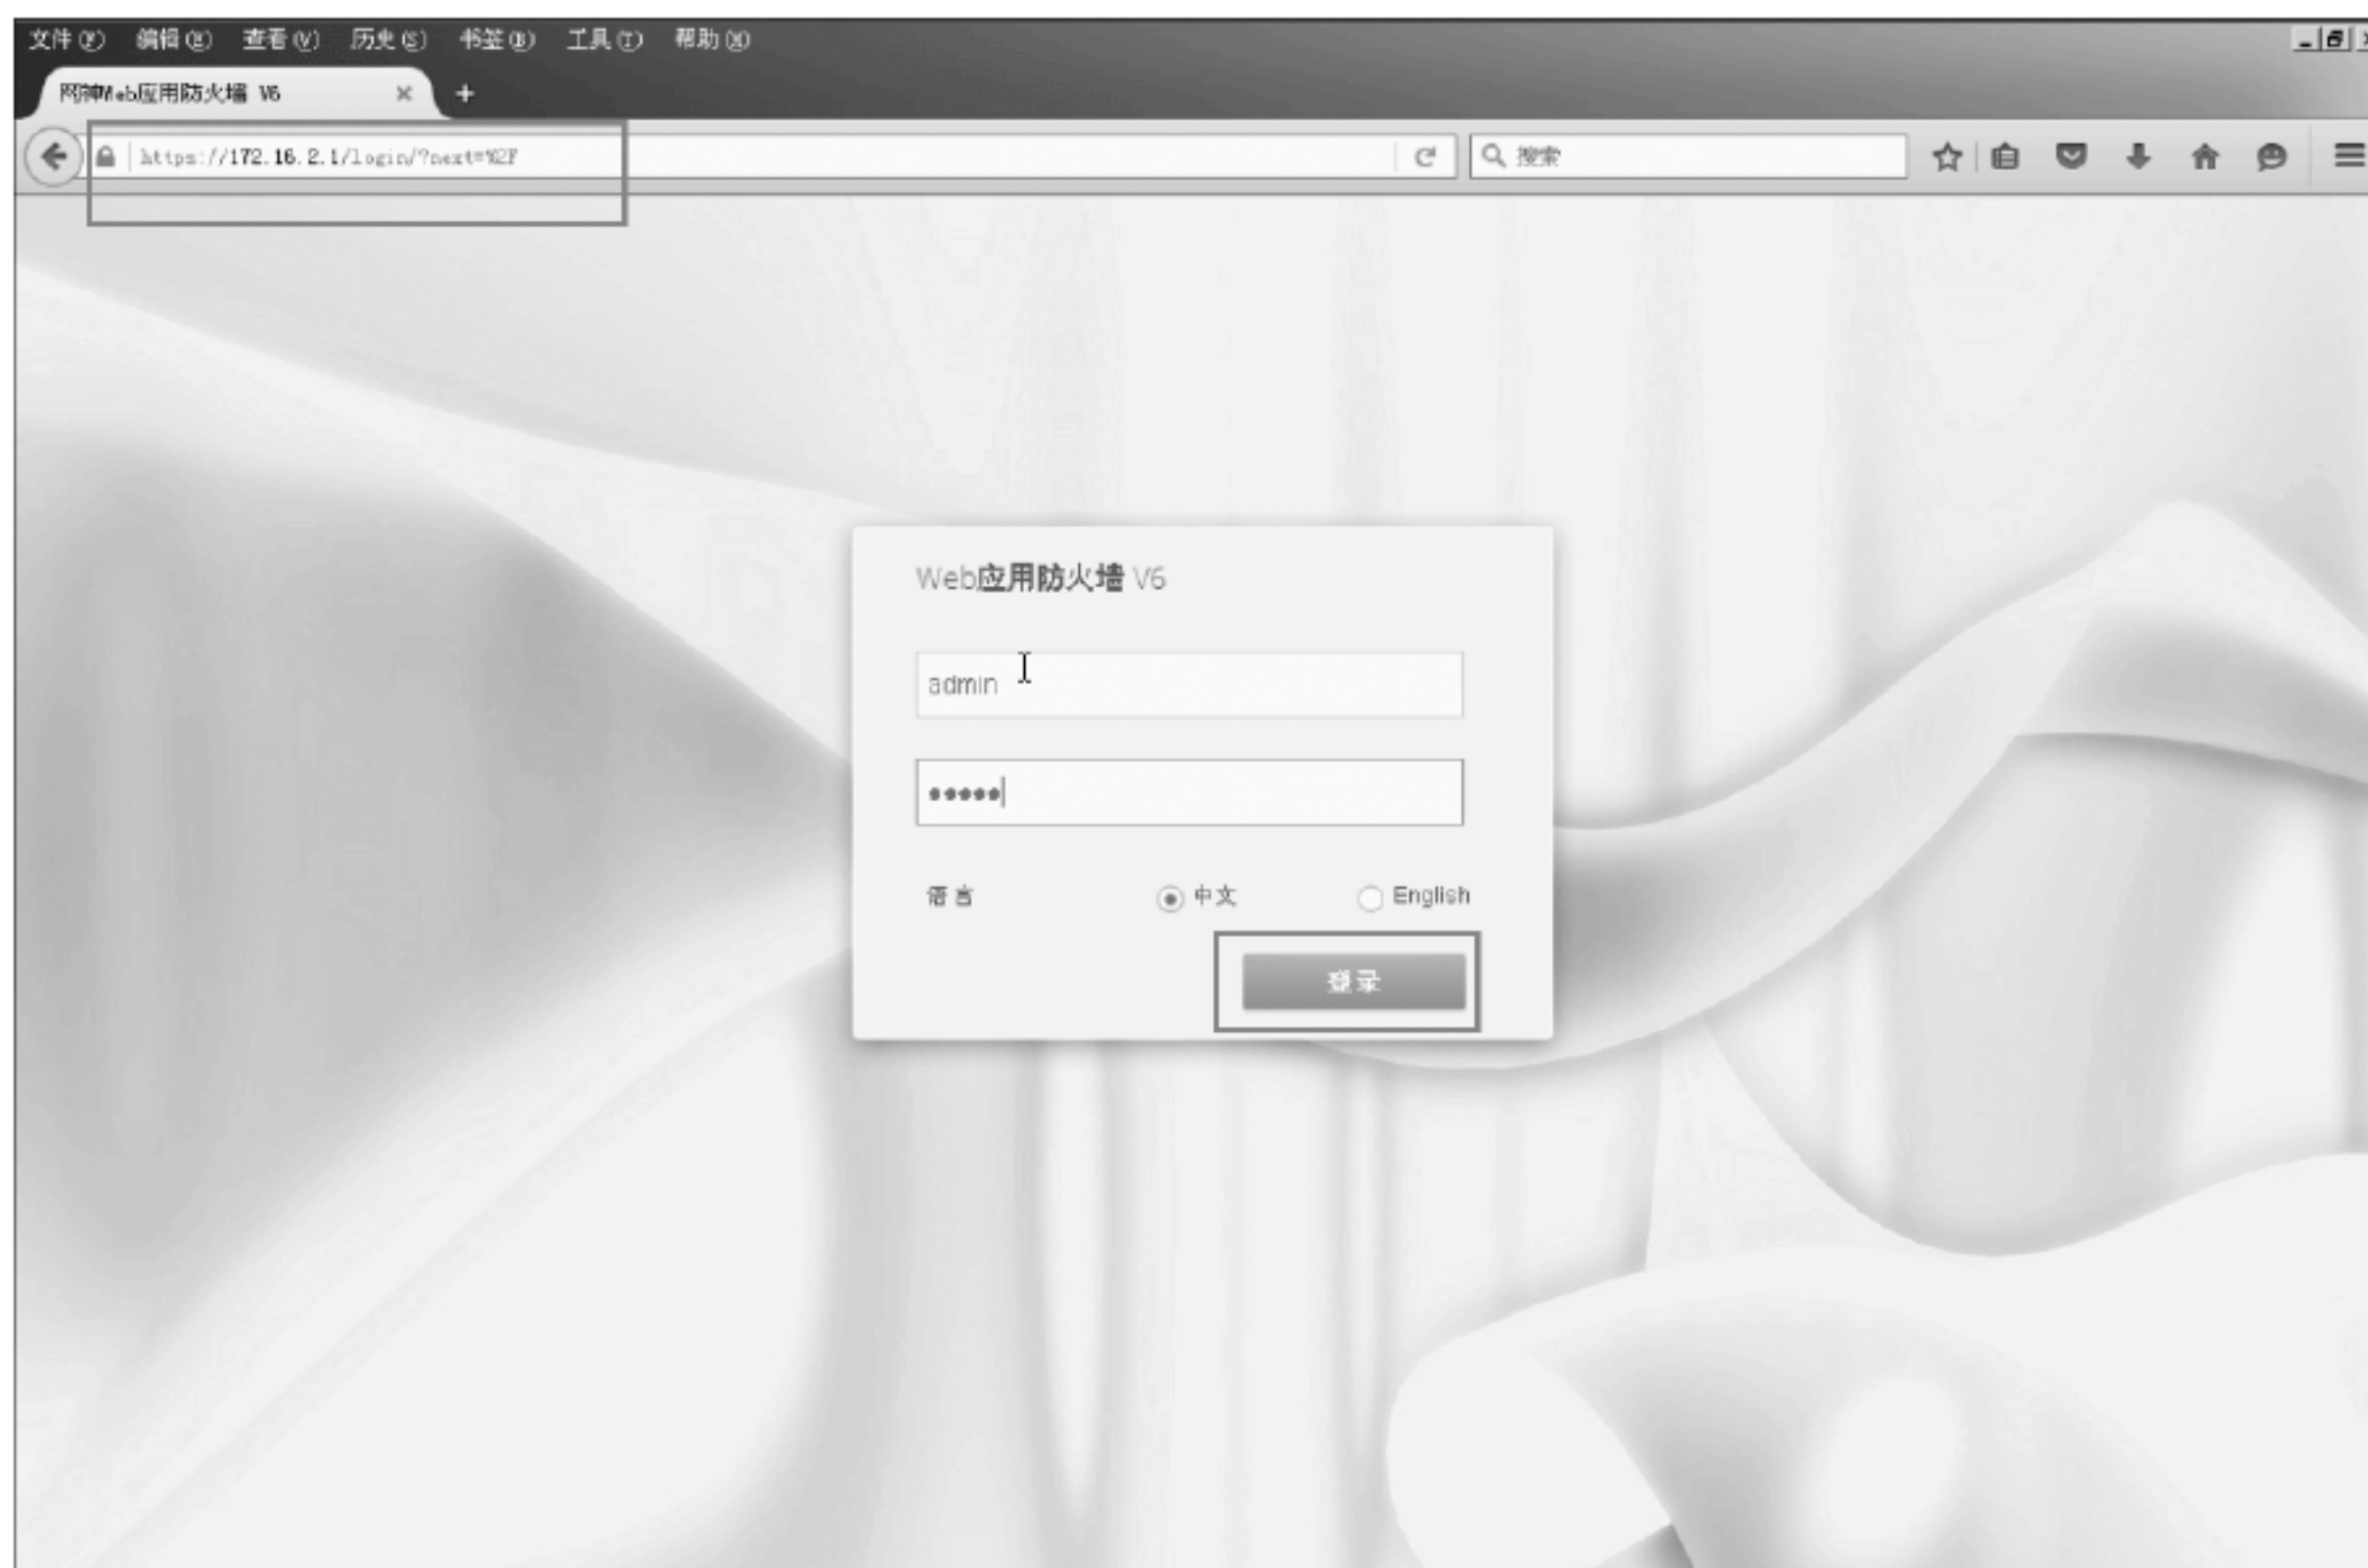 文件(F) 编辑(E) 查看(V) 历史(S) 书签(B) 工具(T) 帮助(H)
网神Web应用防火墙 V6
https://172.16.2.1/login/?next=%2F
搜索
Web应用防火墙 V6
admin
语言 中文 English
登录